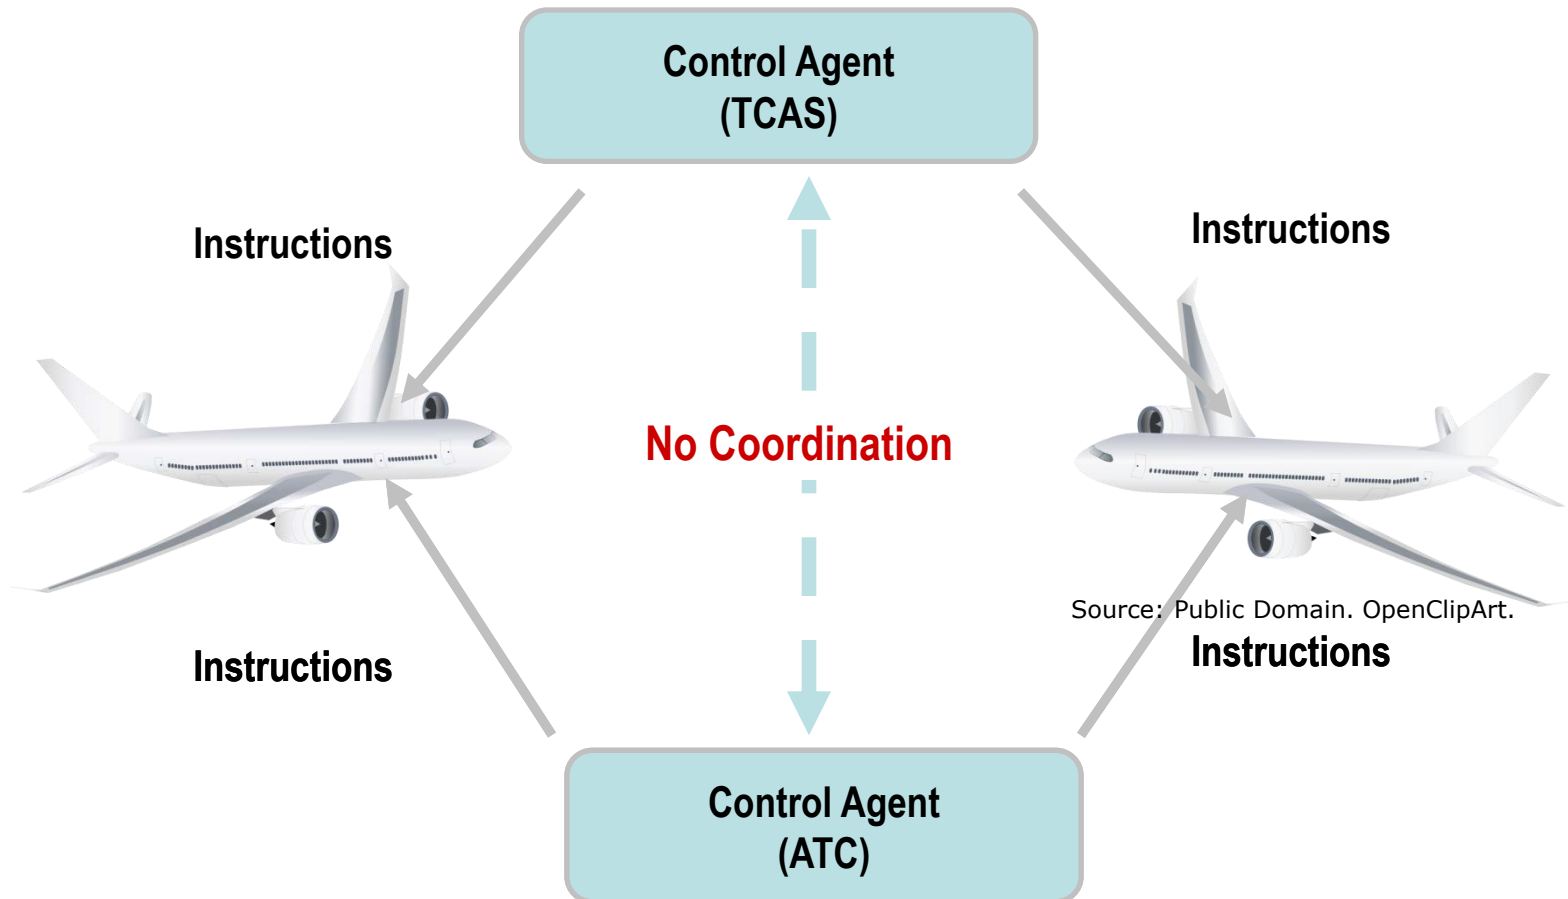 Control Agent
(TCAS)
Instructions
Instructions
No Coordination
Source: Public Domain. OpenClipArt.
Instructions
Instructions
Control Agent
(ATC)